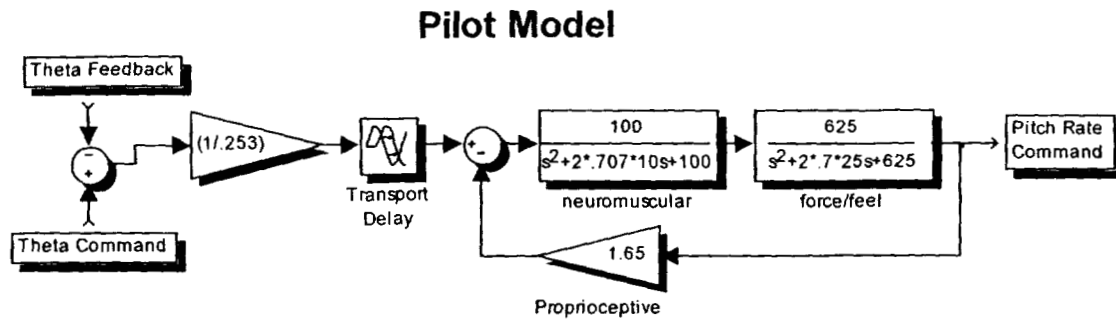 Pilot Model
Theta Feedback
−
+
Theta Command
(1/.253)
Transport
Delay
+
−
100
s²+2*.707*10s+100
neuromuscular
625
s²+2*.7*25s+625
force/feel
Pitch Rate
Command
1.65
Proprioceptive